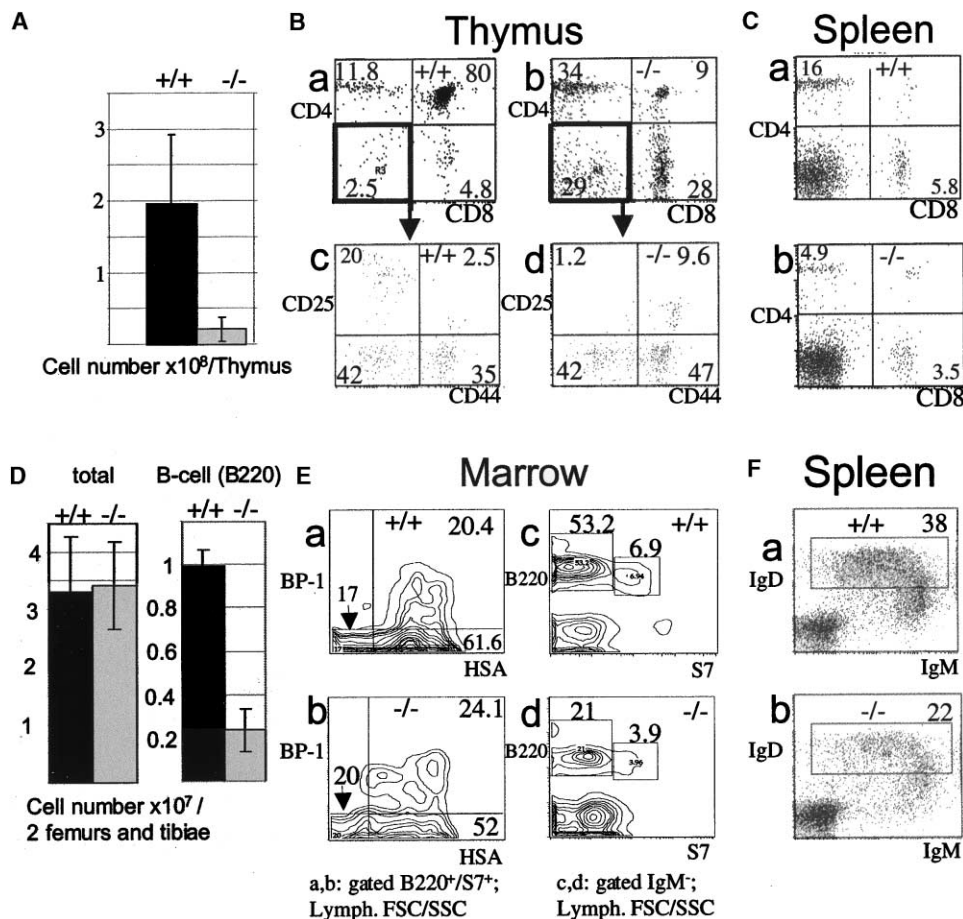 A
+/+ -/-
3
2
1
Cell number x10⁸/Thymus
B
Thymus
a
11.8 +/+ 80
CD4
R3
2.5 4.8
CD8
b
34 -/- 9
CD4
29 28
CD8
c
20 +/+ 2.5
CD25
42 35
CD44
d
1.2 -/- 9.6
CD25
42 47
CD44
C
Spleen
a
16 +/+
CD4
5.8
CD8
b
4.9 -/-
CD4
3.5
CD8
D
total
+/+ -/-
4
3
2
1
B-cell (B220)
+/+ -/-
1
0.8
0.6
0.4
0.2
Cell number x10⁷/
2 femurs and tibiae
E
Marrow
a
+/+ 20.4
BP-1
17
61.6
HSA
b
-/- 24.1
BP-1
20
52
HSA
a,b: gated B220⁺/S7⁺;
Lymph. FSC/SSC
c
53.2 +/+
6.9
B220
6.94
S7
d
21 -/-
3.9
B220
3.96
S7
c,d: gated IgM⁻;
Lymph. FSC/SSC
F
Spleen
a
+/+ 38
IgD
IgM
b
-/- 22
IgD
IgM